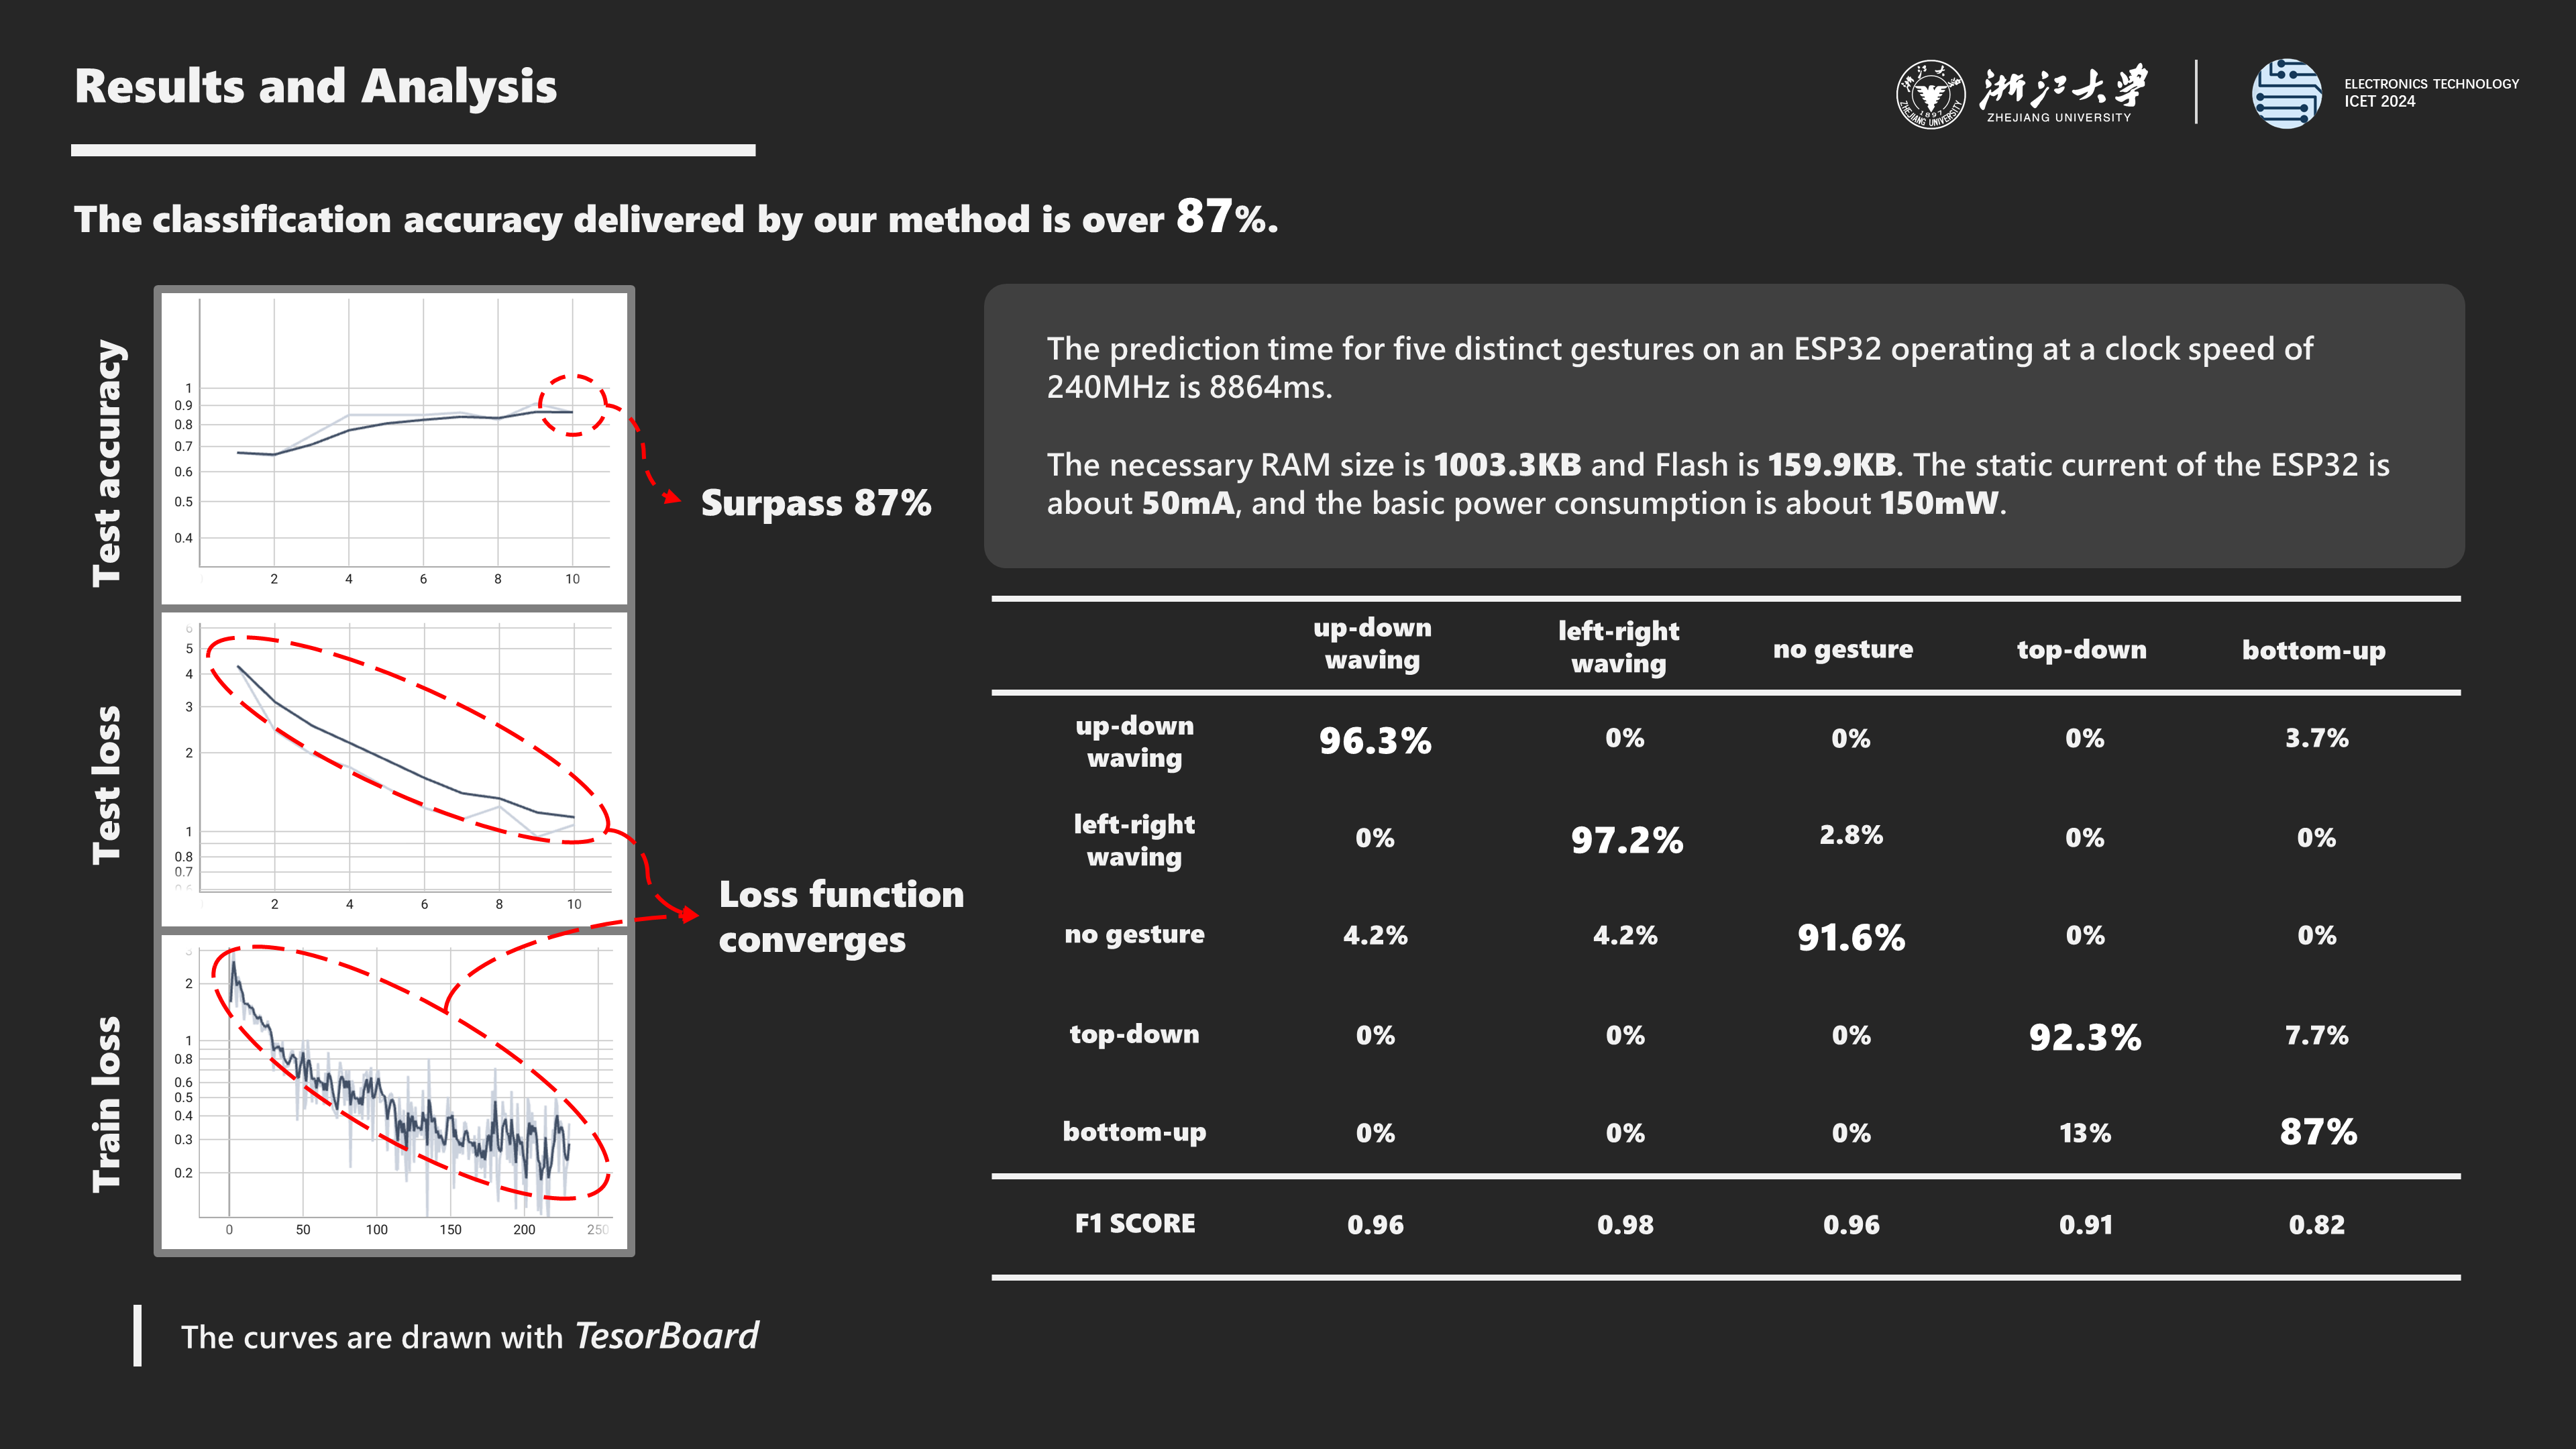 Results and Analysis
浙江大学
ZHEJIANG UNIVERSITY
ZHEJIANG UNIVERSITY
1897
ELECTRONICS TECHNOLOGY
ICET 2024
The classification accuracy delivered by our method is over 87%.
Test accuracy
1
0.9
0.8
0.7
0.6
0.5
0.4
2 4 6 8 10
Surpass 87%
Test loss
6
5
4
3
2
1
0.8
0.7
0.6
2 4 6 8 10
Loss function
converges
Train loss
3
2
1
0.8
0.6
0.5
0.4
0.3
0.2
0 50 100 150 200 250
The curves are drawn with TesorBoard
The prediction time for five distinct gestures on an ESP32 operating at a clock speed of
240MHz is 8864ms.
The necessary RAM size is 1003.3KB and Flash is 159.9KB. The static current of the ESP32 is
about 50mA, and the basic power consumption is about 150mW.
up-down
waving
left-right
waving
no gesture
top-down
bottom-up
up-down
waving
96.3% 0% 0% 0% 3.7%
left-right
waving
0% 97.2% 2.8% 0% 0%
no gesture 4.2% 4.2% 91.6% 0% 0%
top-down 0% 0% 0% 92.3% 7.7%
bottom-up 0% 0% 0% 13% 87%
F1 SCORE 0.96 0.98 0.96 0.91 0.82